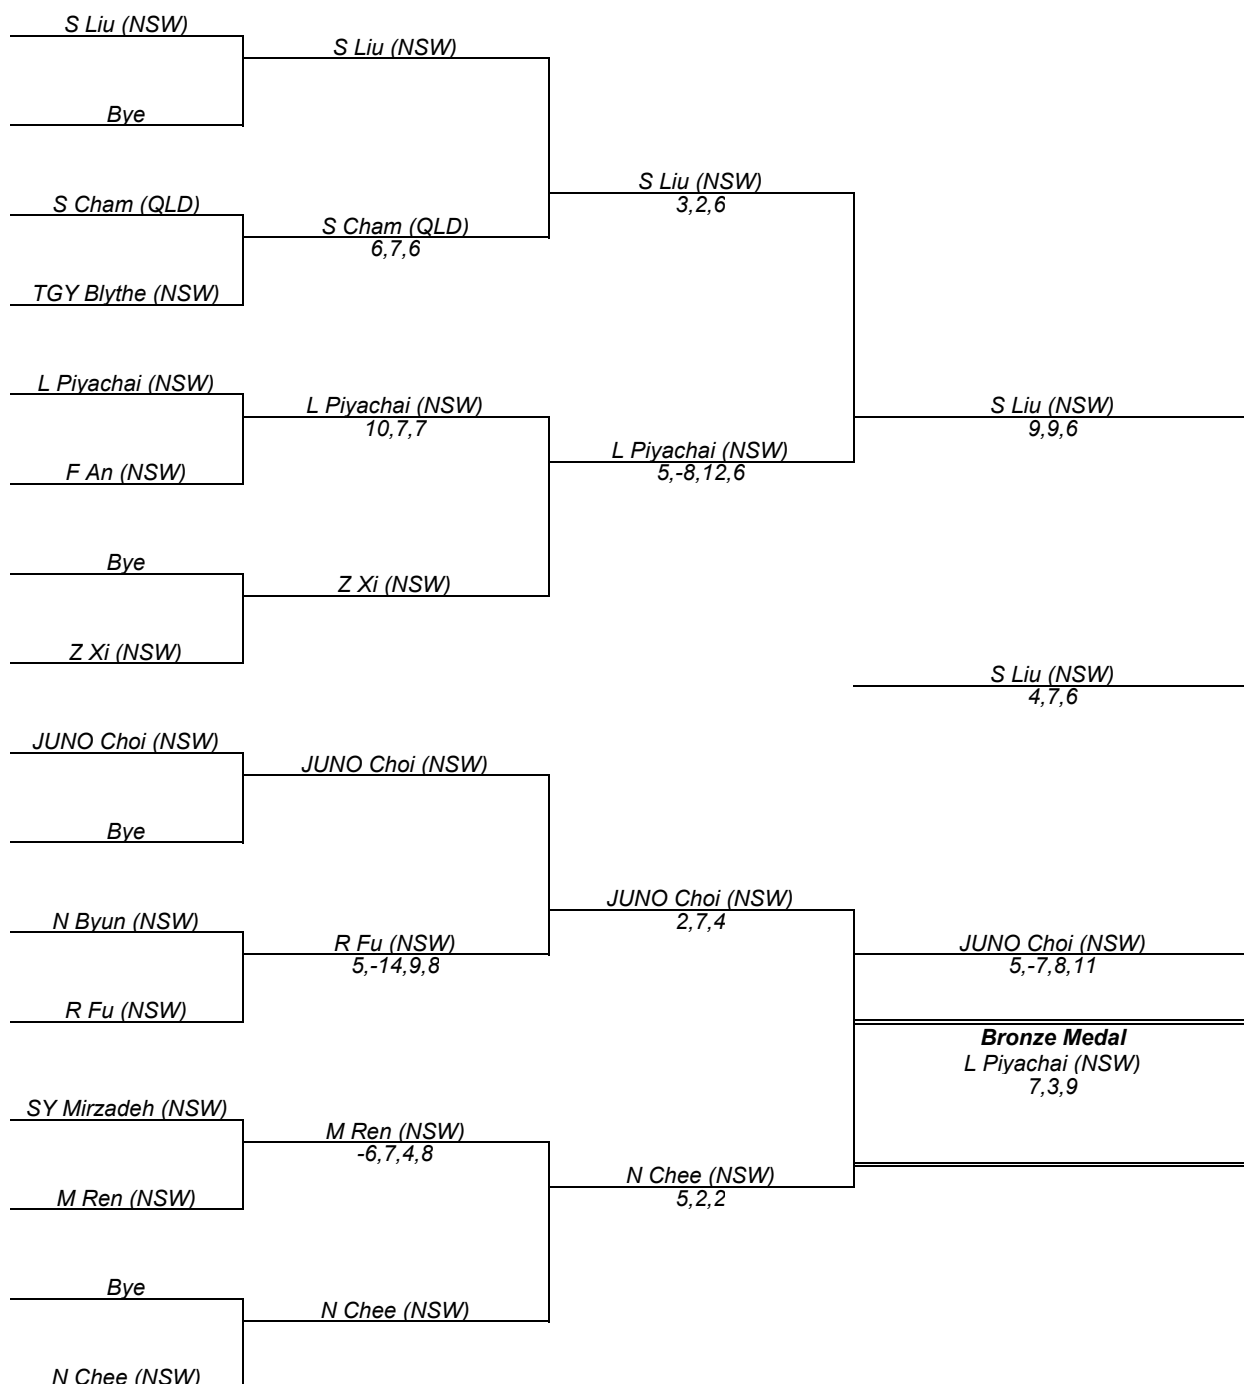 S Liu (NSW)
S Liu (NSW)
Bye
S Liu (NSW)
3,2,6
S Cham (QLD)
S Cham (QLD)
6,7,6
TGY Blythe (NSW)
L Piyachai (NSW)
L Piyachai (NSW)
10,7,7
S Liu (NSW)
9,9,6
L Piyachai (NSW)
5,-8,12,6
F An (NSW)
Bye
Z Xi (NSW)
Z Xi (NSW)
S Liu (NSW)
4,7,6
JUNO Choi (NSW)
JUNO Choi (NSW)
Bye
JUNO Choi (NSW)
2,7,4
N Byun (NSW)
R Fu (NSW)
5,-14,9,8
JUNO Choi (NSW)
5,-7,8,11
R Fu (NSW)
Bronze Medal
L Piyachai (NSW)
7,3,9
SY Mirzadeh (NSW)
M Ren (NSW)
-6,7,4,8
N Chee (NSW)
5,2,2
M Ren (NSW)
Bye
N Chee (NSW)
N Chee (NSW)